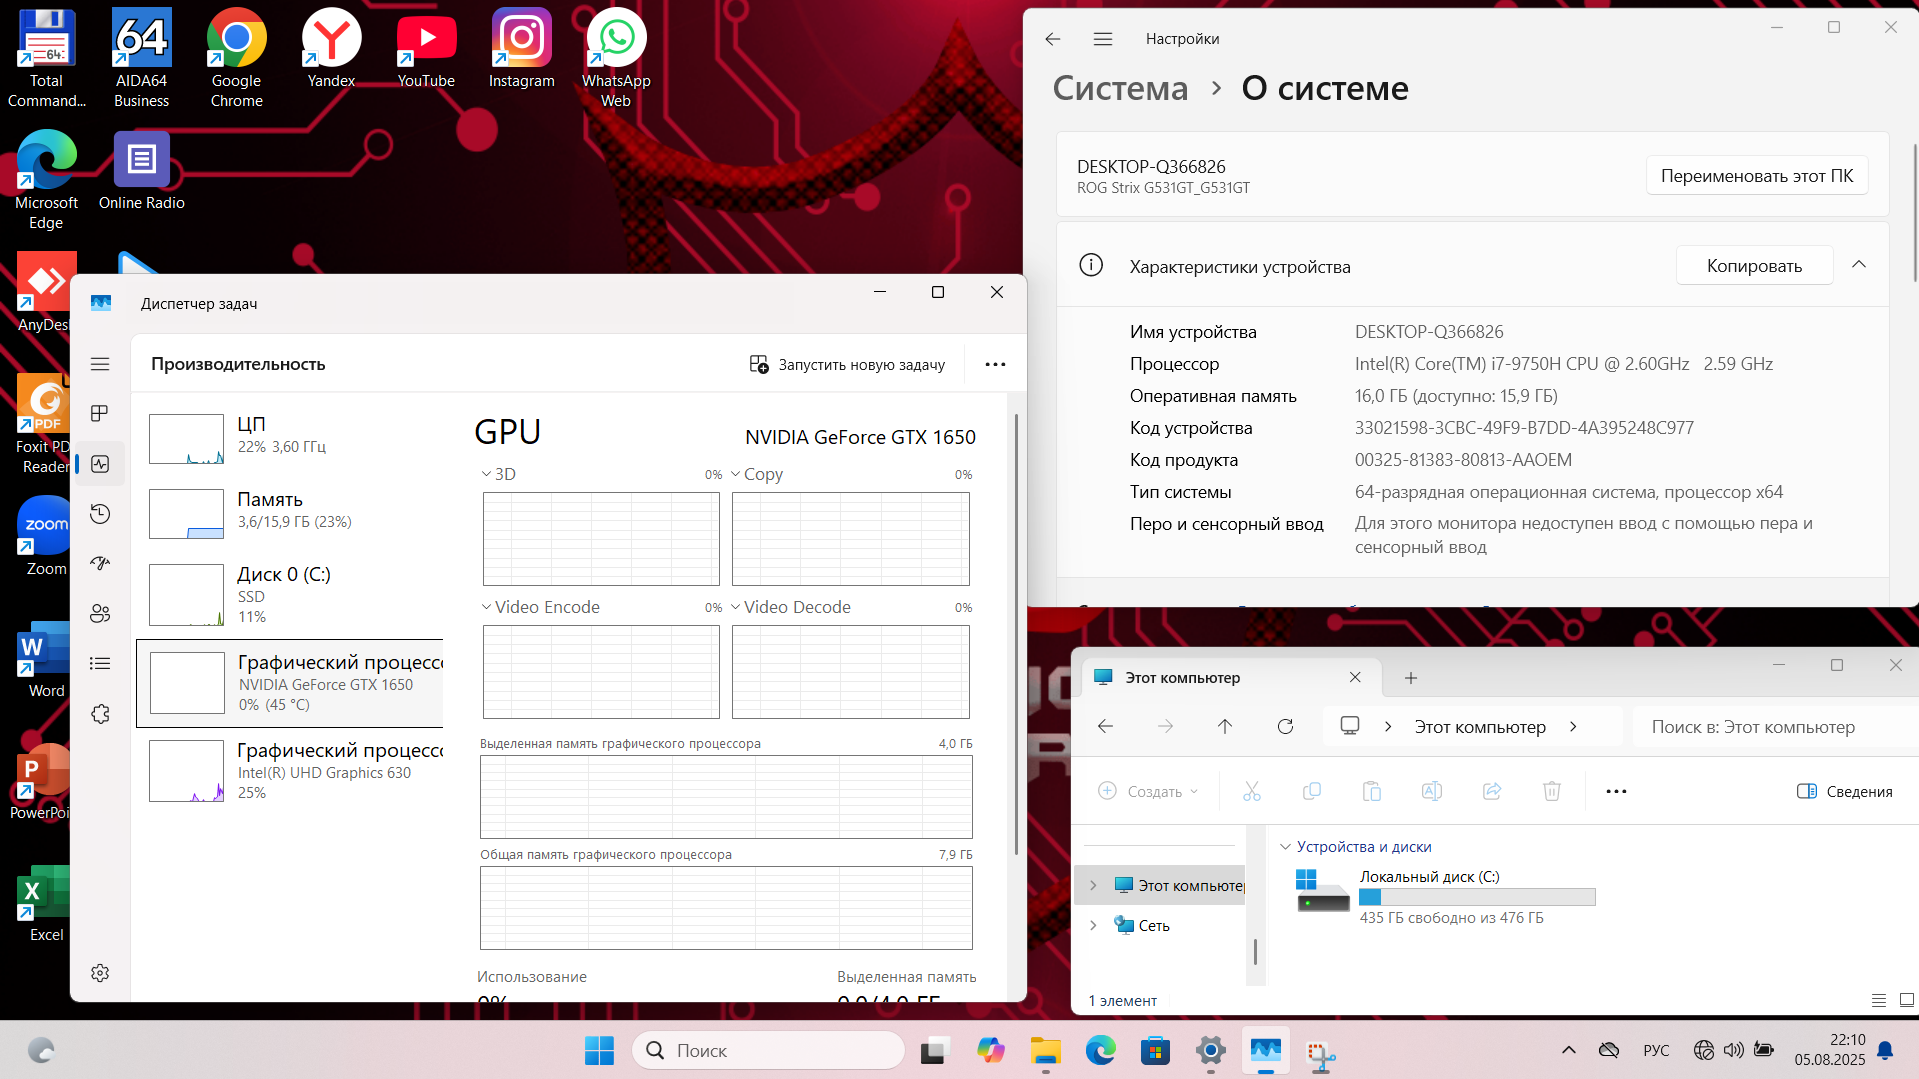 Total
Command...
AIDA64
Business
Google
Chrome
Yandex
YouTube
Instagram
WhatsApp
Web
Microsoft
Edge
Online Radio
AnyDesk
Foxit PD
Reader
Zoom
Word
PowerPoi
Excel
Диспетчер задач
Производительность
Запустить новую задачу
ЦП
22% 3,60 ГГц
Память
3,6/15,9 ГБ (23%)
Диск 0 (C:)
SSD
11%
Графический процесс
NVIDIA GeForce GTX 1650
0% (45 °C)
Графический процесс
Intel(R) UHD Graphics 630
25%
GPU
NVIDIA GeForce GTX 1650
3D 0%
Copy 0%
Video Encode 0%
Video Decode 0%
Выделенная память графического процессора 4,0 ГБ
Общая память графического процессора 7,9 ГБ
Использование
Выделенная память
0%
0,0/4,0 ГБ
Настройки
Система > О системе
DESKTOP-Q366826
ROG Strix G531GT_G531GT
Переименовать этот ПК
Характеристики устройства
Копировать
Имя устройства DESKTOP-Q366826
Процессор Intel(R) Core(TM) i7-9750H CPU @ 2.60GHz 2.59 GHz
Оперативная память 16,0 ГБ (доступно: 15,9 ГБ)
Код устройства 33021598-3CBC-49F9-B7DD-4A395248C977
Код продукта 00325-81383-80813-AAOEM
Тип системы 64-разрядная операционная система, процессор x64
Перо и сенсорный ввод Для этого монитора недоступен ввод с помощью пера и
сенсорный ввод
Этот компьютер
Этот компьютер
Поиск в: Этот компьютер
Создать
Сведения
Этот компьютер
Сеть
Устройства и диски
Локальный диск (C:)
435 ГБ свободно из 476 ГБ
1 элемент
Поиск
РУС
22:10
05.08.2025